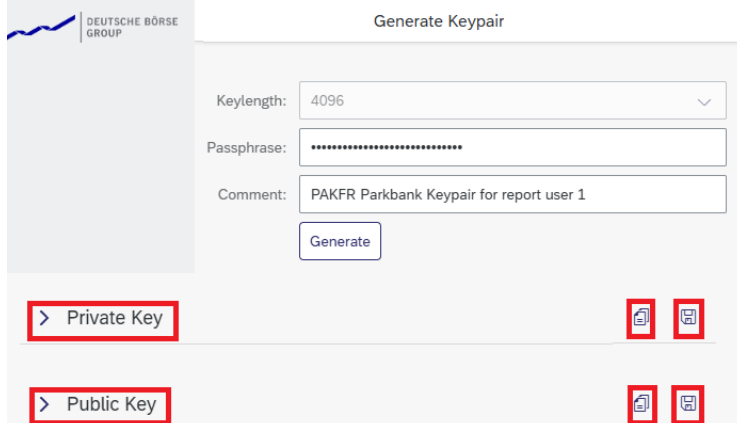 DEUTSCHE BÖRSE
GROUP
Generate Keypair
Keylength: 4096
Passphrase: •••••••••••••••••••••••••••••
Comment: PAKFR Parkbank Keypair for report user 1
Generate
Private Key
Public Key